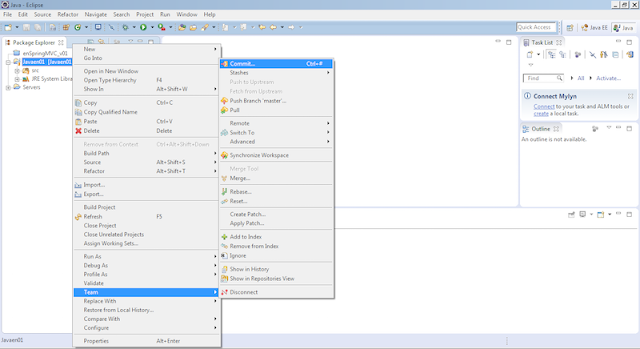 Java - Eclipse
File Edit Source Refactor Navigate Search Project Run Window Help
Quick Access
Java EE
Java
Package Explorer
enSpringMVC_v01
Javaen01 [Javaen01
src
JRE System Library
Servers
New
Go Into
Open in New Window
Open Type Hierarchy F4
Show In Alt+Shift+W
Copy Ctrl+C
Copy Qualified Name
Paste Ctrl+V
Delete Delete
Remove from Context Ctrl+Alt+Shift+Down
Build Path
Source Alt+Shift+S
Refactor Alt+Shift+T
Import...
Export...
Build Project
Refresh F5
Close Project
Close Unrelated Projects
Assign Working Sets...
Run As
Debug As
Profile As
Validate
Team
Replace With
Restore from Local History...
Compare With
Configure
Properties Alt+Enter
Commit... Ctrl+#
Stashes
Push to Upstream
Fetch from Upstream
Push Branch 'master'...
Pull
Remote
Switch To
Advanced
Synchronize Workspace
Merge Tool
Merge...
Rebase...
Reset...
Create Patch...
Apply Patch...
Add to Index
Remove from Index
Ignore
Show in History
Show in Repositories View
Disconnect
Task List
Find All Activate...
Connect Mylyn
Connect to your task and ALM tools or
create a local task.
Outline
An outline is not available.
Javaen01